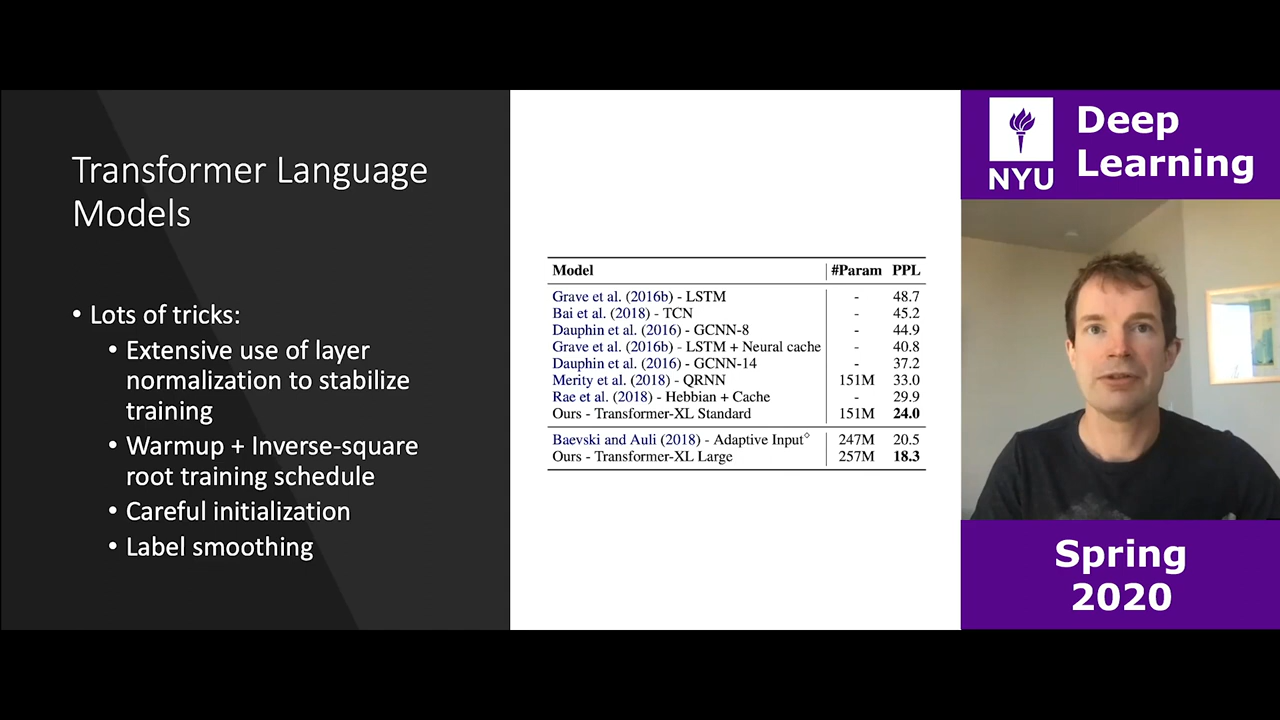 Transformer Language
Models
• Lots of tricks:
• Extensive use of layer
normalization to stabilize
training
• Warmup + Inverse-square
root training schedule
• Careful initialization
• Label smoothing
Model #Param PPL
Grave et al. (2016b) - LSTM - 48.7
Bai et al. (2018) - TCN - 45.2
Dauphin et al. (2016) - GCNN-8 - 44.9
Grave et al. (2016b) - LSTM + Neural cache - 40.8
Dauphin et al. (2016) - GCNN-14 - 37.2
Merity et al. (2018) - QRNN 151M 33.0
Rae et al. (2018) - Hebbian + Cache - 29.9
Ours - Transformer-XL Standard 151M 24.0
Baevski and Auli (2018) - Adaptive Input◇ 247M 20.5
Ours - Transformer-XL Large 257M 18.3
NYU
Deep
Learning
Spring
2020